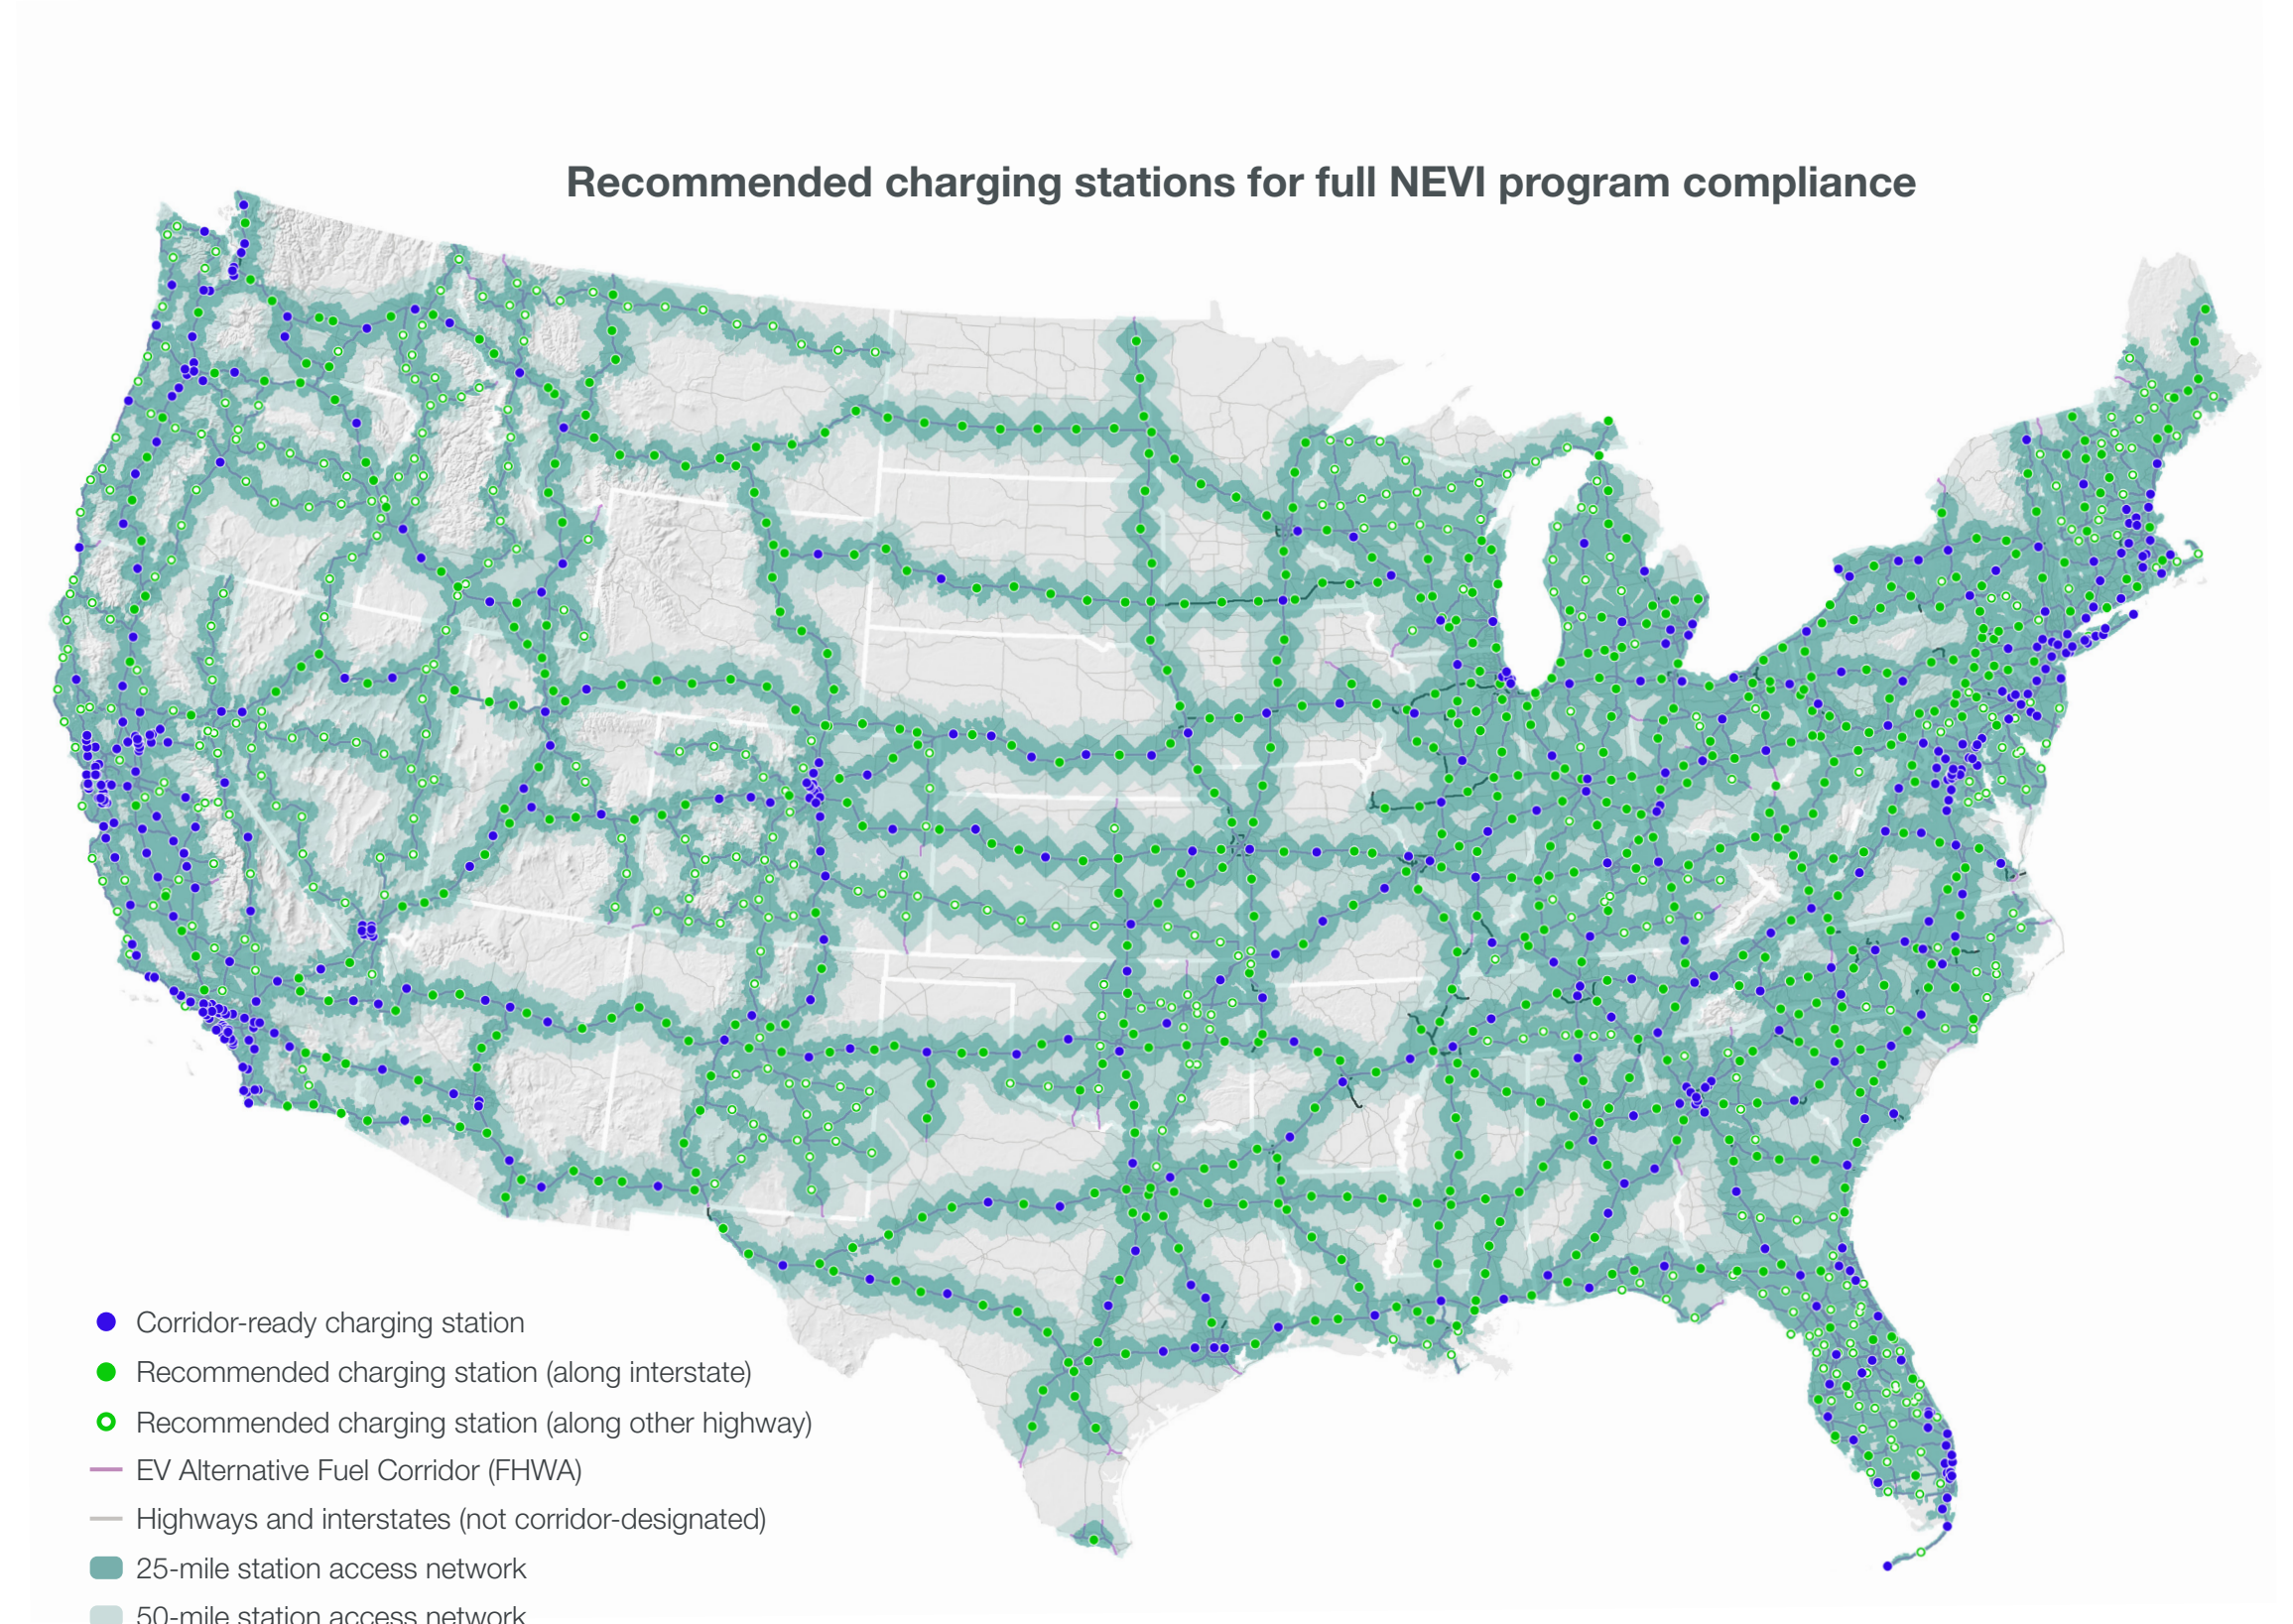 Recommended charging stations for full NEVI program compliance
Corridor-ready charging station
Recommended charging station (along interstate)
Recommended charging station (along other highway)
EV Alternative Fuel Corridor (FHWA)
Highways and interstates (not corridor-designated)
25-mile station access network
50-mile station access network